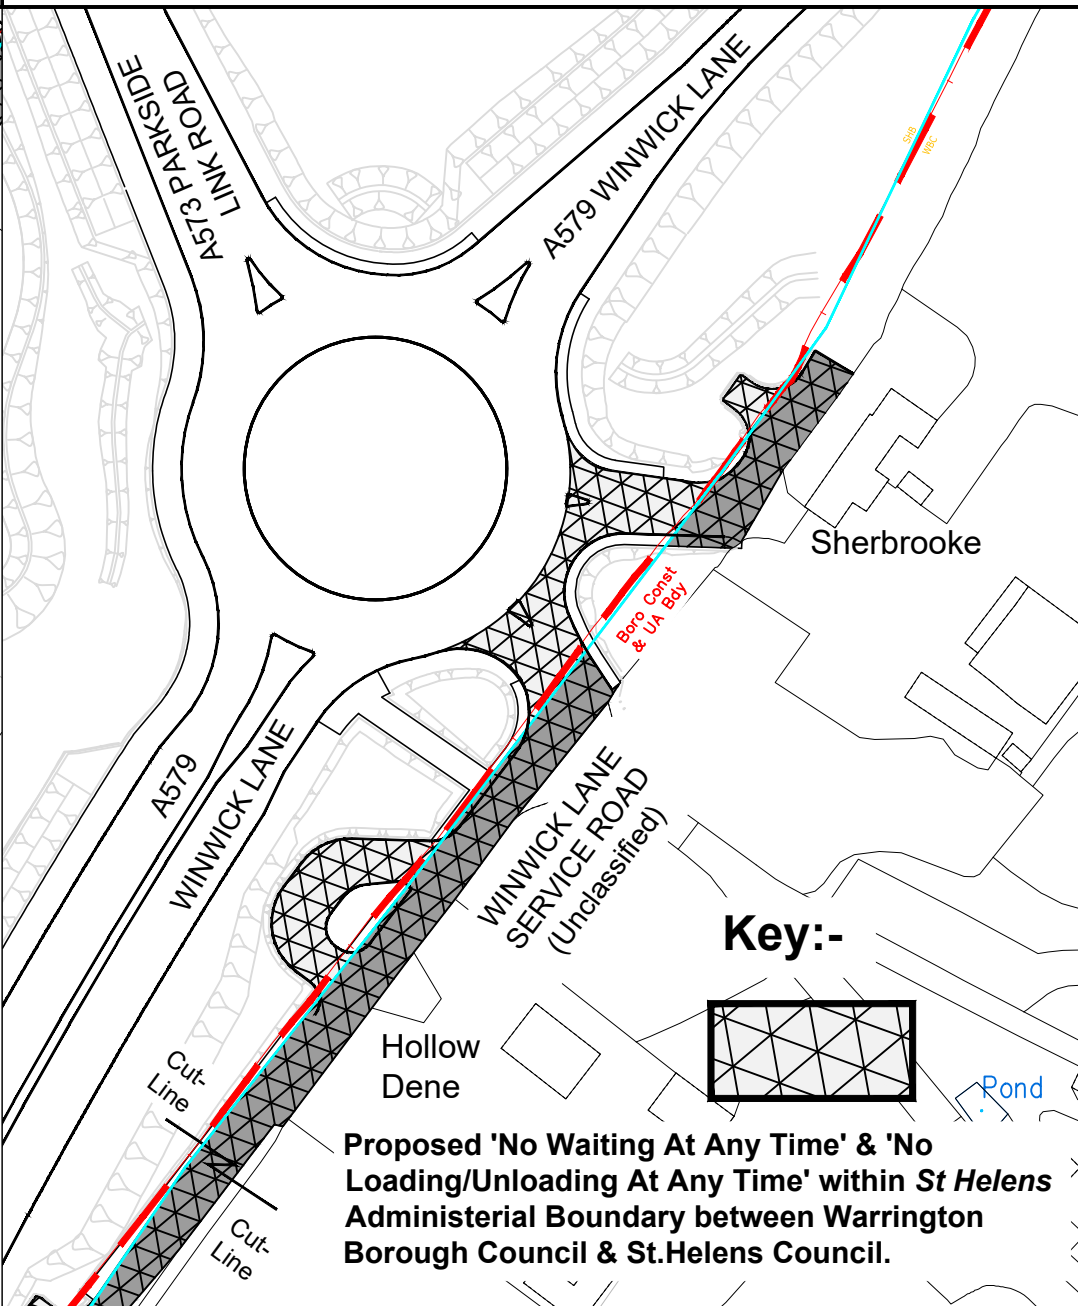 A573 PARKSIDE
LINK ROAD
A579 WINWICK LANE
SHB
WBC
Sherbrooke
Boro Const
& UA Bdy
A579
WINWICK LANE
WINWICK LANE
SERVICE ROAD
(Unclassified)
Key:-
Hollow
Dene
Cut-
Line
Pond
Proposed 'No Waiting At Any Time' & 'No
Loading/Unloading At Any Time' within St Helens
Administerial Boundary between Warrington
Borough Council & St.Helens Council.
Cut-
Line